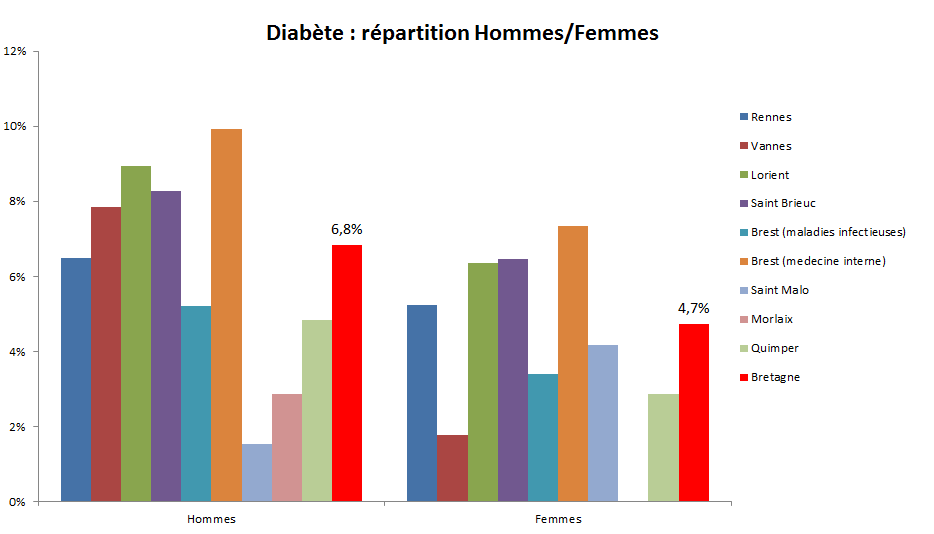 Diabète : répartition Hommes/Femmes
12%
10%
8%
6%
4%
2%
0%
6,8%
4,7%
Hommes
Femmes
Rennes
Vannes
Lorient
Saint Brieuc
Brest (maladies infectieuses)
Brest (medecine interne)
Saint Malo
Morlaix
Quimper
Bretagne